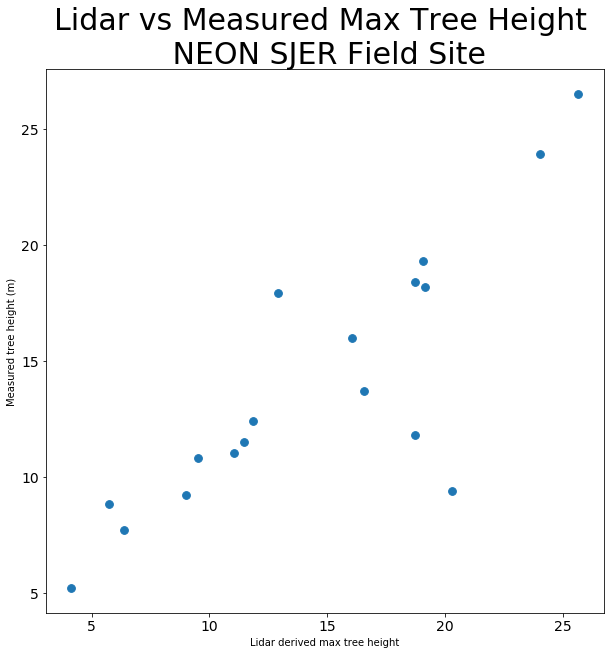 Lidar vs Measured Max Tree Height
NEON SJER Field Site
25
20
15
10
5
Measured tree height (m)
5 10 15 20 25
Lidar derived max tree height